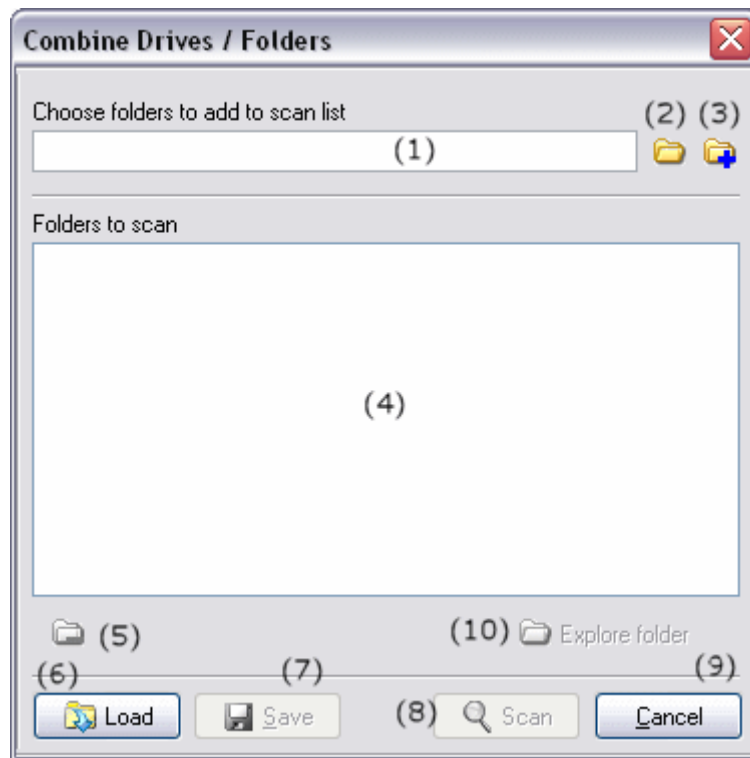 Combine Drives / Folders
Choose folders to add to scan list
(2) (3)
(1)
Folders to scan
(4)
(5)
(10) Explore folder
(6) (7) (9)
Load Save (8) Scan Cancel